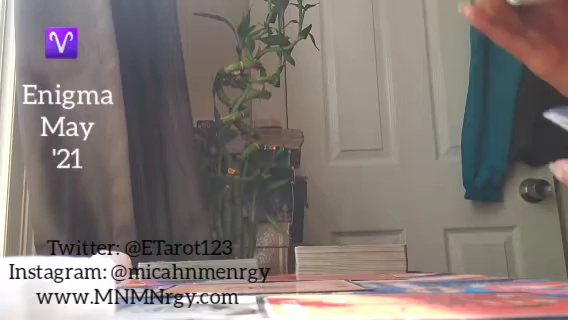 ♈
Enigma
May
'21
Twitter: @ETarot123
Instagram: @micahnmenrgy
www.MNMNrgy.com